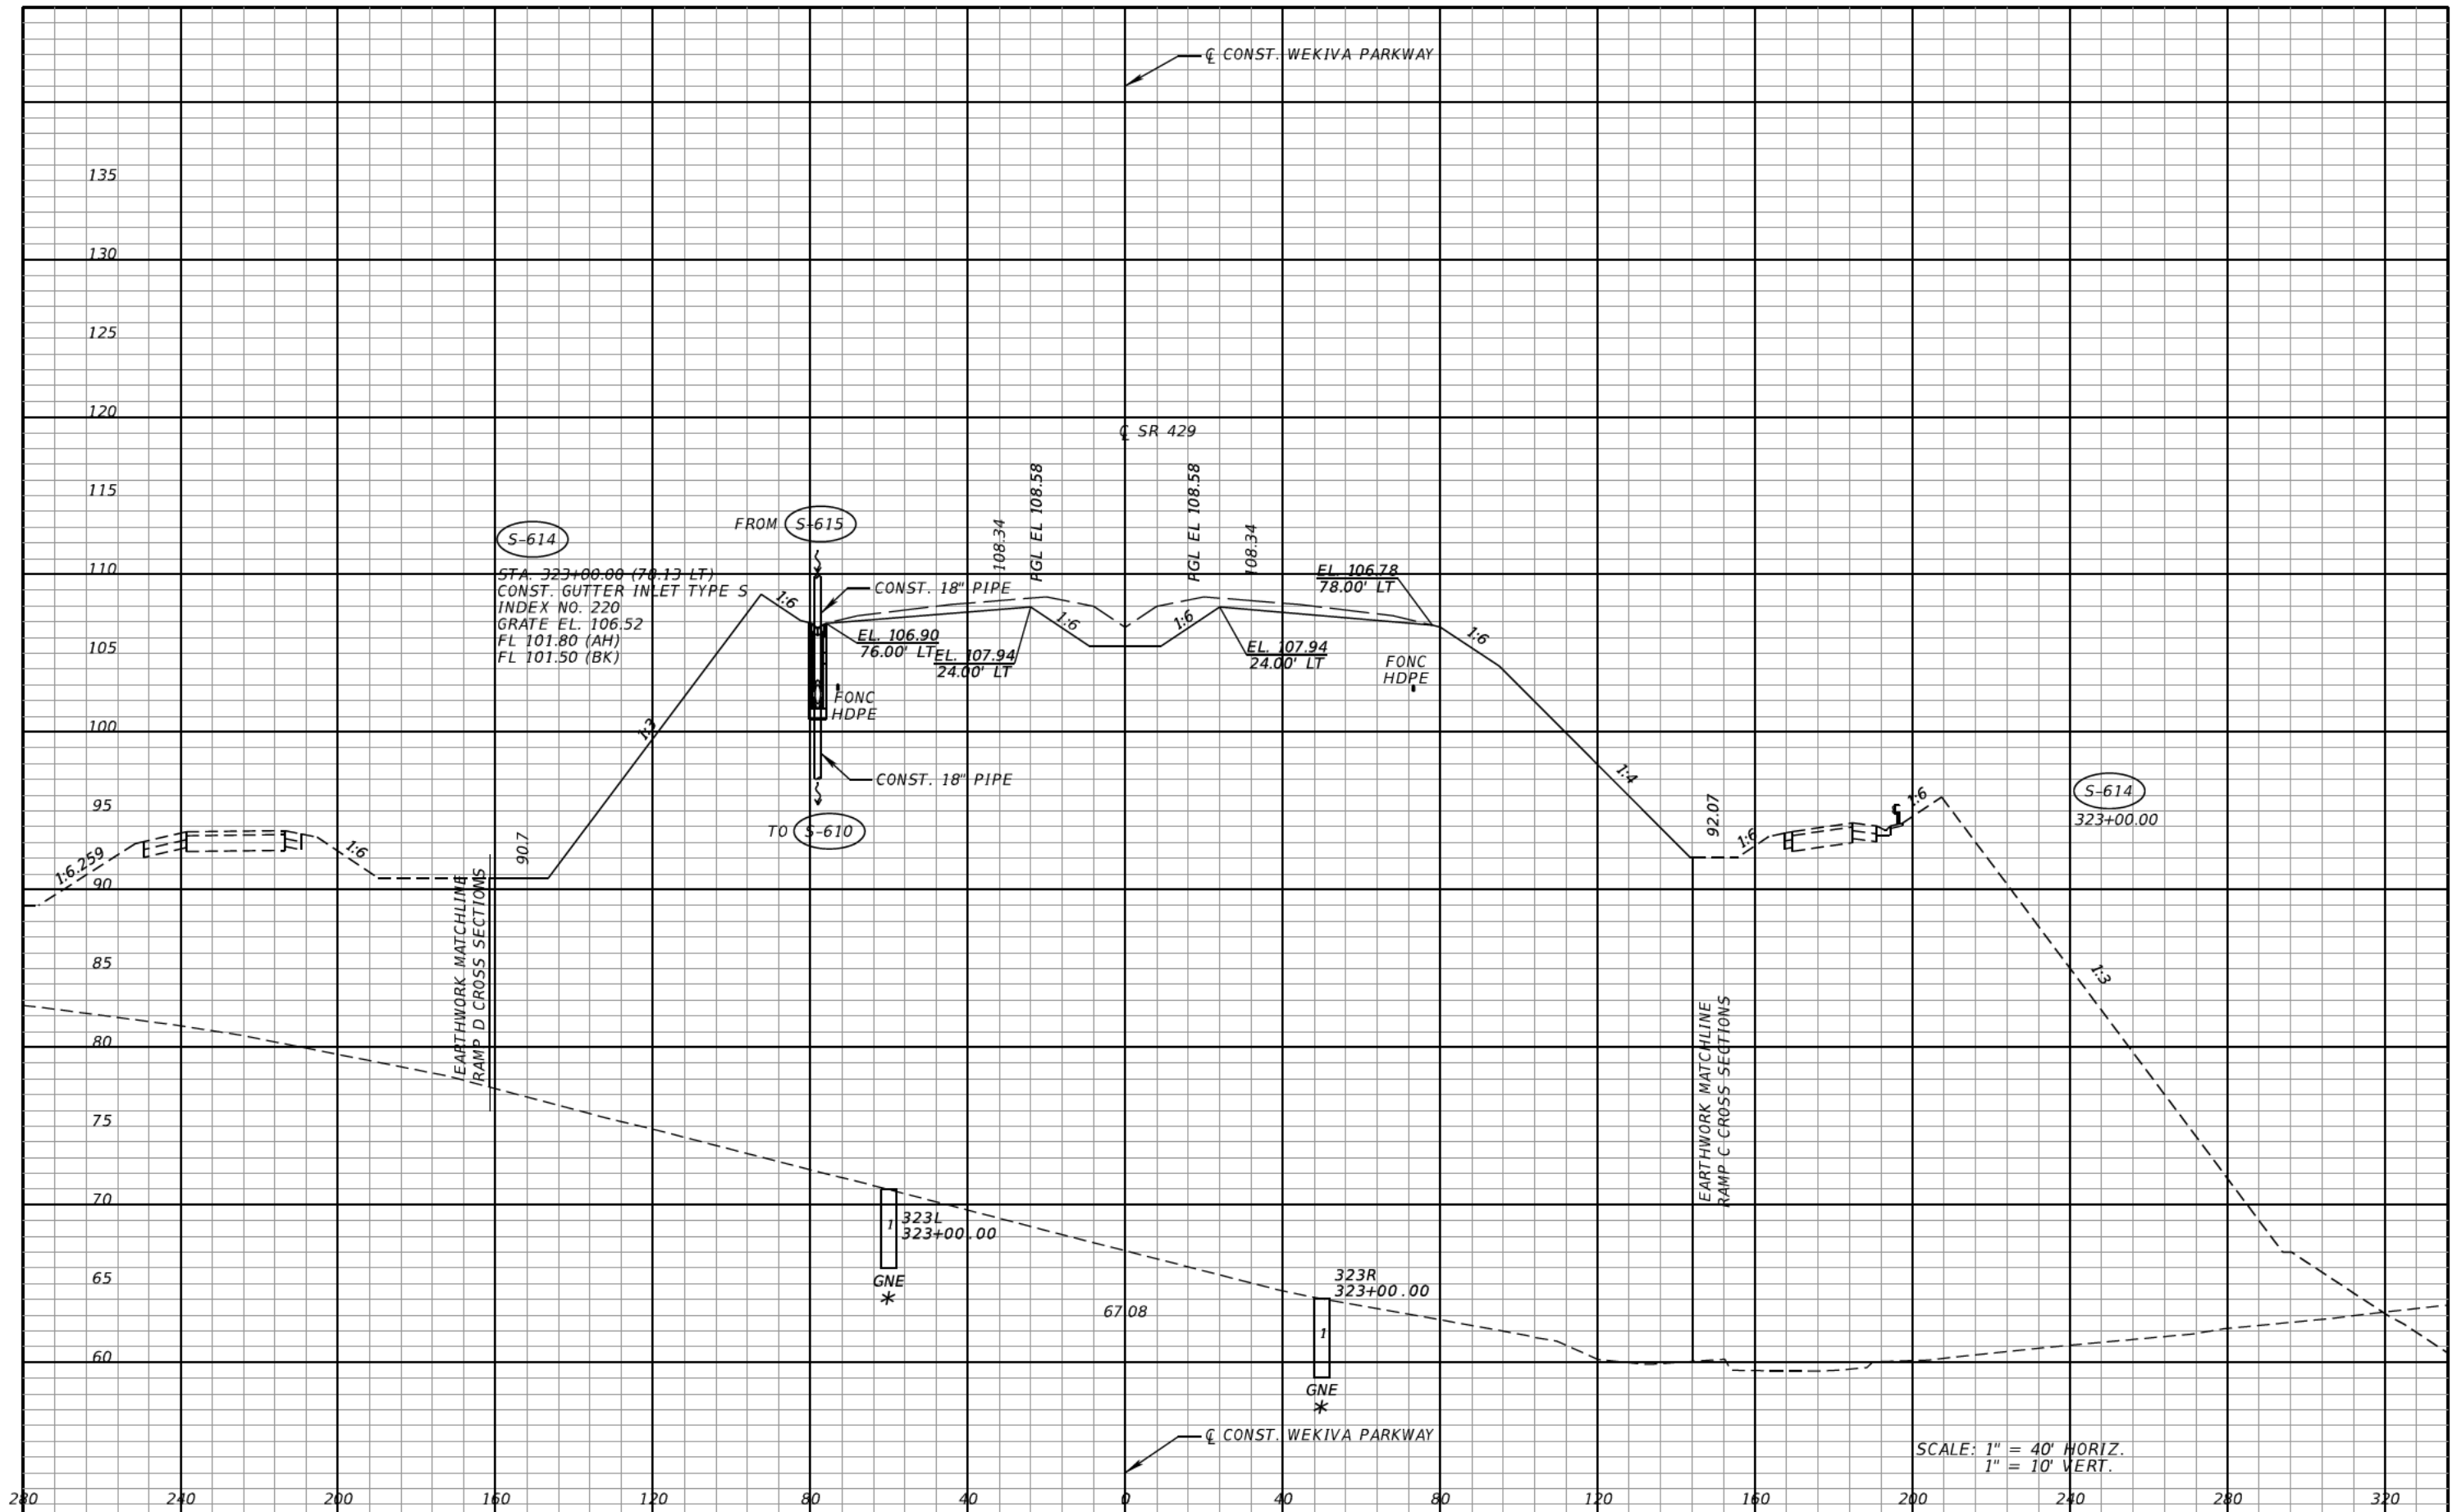 ℄ CONST. WEKIVA PARKWAY
135
130
125
120
℄ SR 429
115
PGL EL 108.58
PGL EL 108.58
108.34
108.34
FROM S-615
S-614
110
STA. 323+00.00 (78.13 LT)
CONST. GUTTER INLET TYPE S
INDEX NO. 220
GRATE EL. 106.52
FL 101.80 (AH)
FL 101.50 (BK)
1:6
CONST. 18" PIPE
EL. 106.78
78.00' LT
105
EL. 106.90
76.00' LT
EL. 107.94
24.00' LT
1:6
1:6
EL. 107.94
24.00' LT
1:6
FONC
HDPE
FONC
HDPE
100
1:3
CONST. 18" PIPE
1:4
95
TO S-610
92.07
1:6
1:6
S-614
323+00.00
1:6.259
1:6
90.7
90
EARTHWORK MATCHLINE
RAMP D CROSS SECTIONS
85
1:3
80
EARTHWORK MATCHLINE
RAMP C CROSS SECTIONS
75
70
1
323L
323+00.00
GNE
*
65
323R
323+00.00
67.08
1
60
GNE
*
℄ CONST. WEKIVA PARKWAY
SCALE: 1" = 40' HORIZ.
1" = 10' VERT.
280 240 200 160 120 80 40 0 40 80 120 160 200 240 280 320